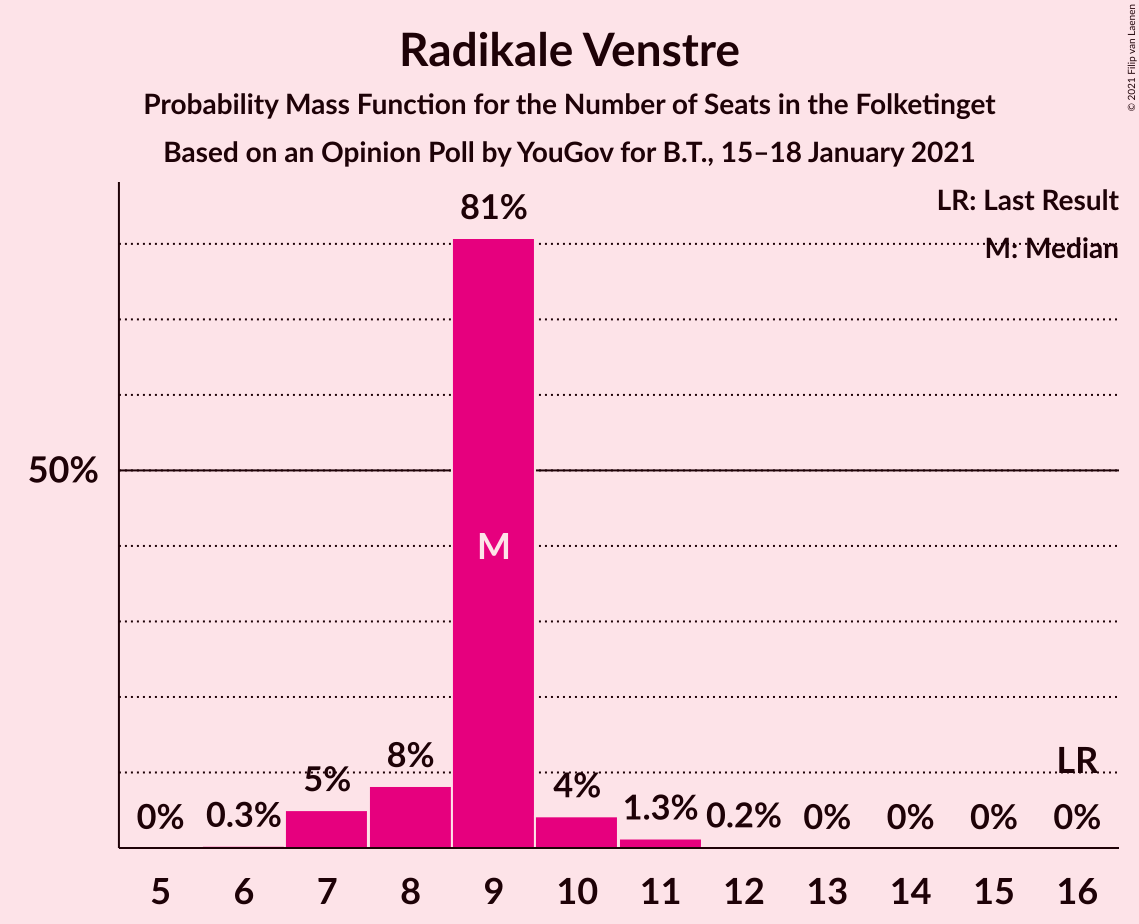 Radikale Venstre
Probability Mass Function for the Number of Seats in the Folketinget
Based on an Opinion Poll by YouGov for B.T., 15–18 January 2021
© 2021 Filip van Laenen
LR: Last Result
M: Median
81%
50%
M
0%
0.3%
5%
8%
4%
1.3%
0.2%
0%
0%
0%
LR
0%
5 6 7 8 9 10 11 12 13 14 15 16